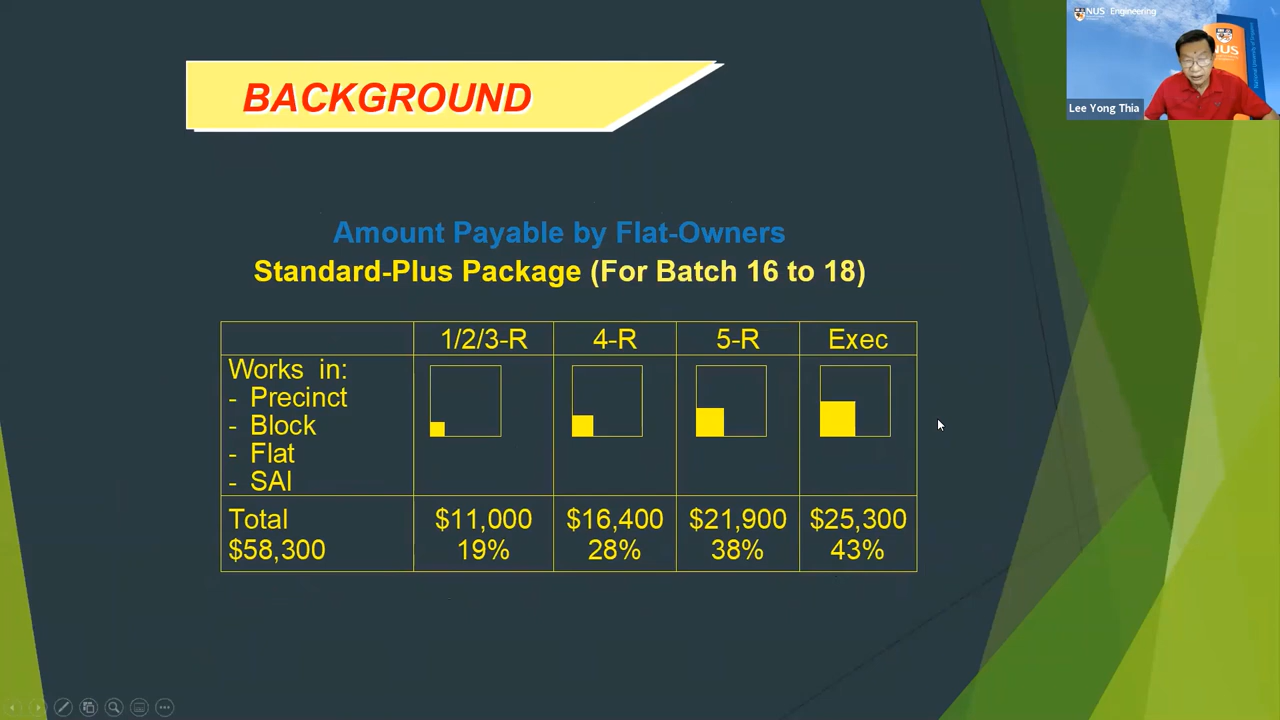 BACKGROUND
Amount Payable by Flat-Owners
Standard-Plus Package (For Batch 16 to 18)
1/2/3-R 4-R 5-R Exec
Works in:
- Precinct
- Block
- Flat
- SAI
Total $11,000 $16,400 $21,900 $25,300
$58,300 19% 28% 38% 43%
NUS Engineering
NUS
Lee Yong Thia